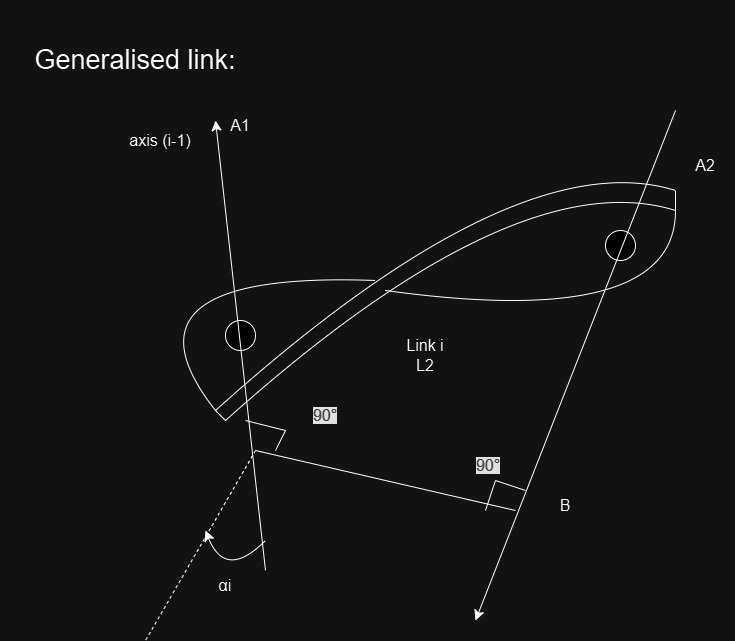 Generalised link:
A1
axis (i-1)
A2
Link i
L2
90°
90°
B
αi